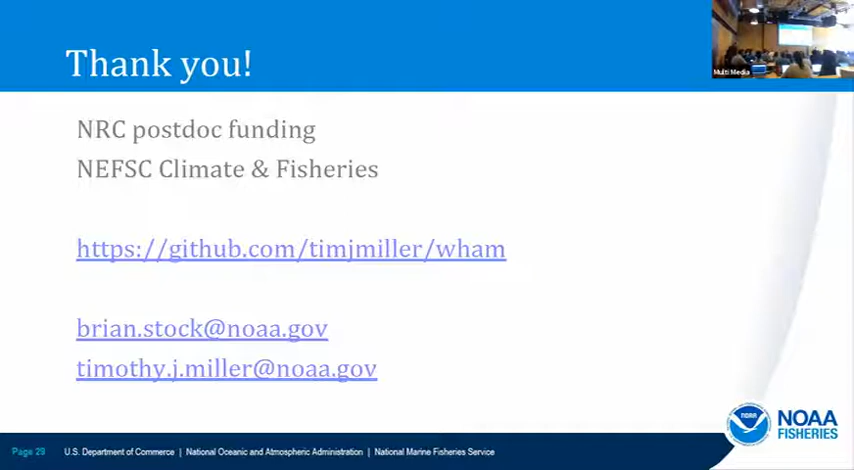 Thank you!
Multi Media
NRC postdoc funding
NEFSC Climate & Fisheries
https://github.com/timjmiller/wham
brian.stock@noaa.gov
timothy.j.miller@noaa.gov
NOAA
NOAA
FISHERIES
Page 29
U.S. Department of Commerce | National Oceanic and Atmospheric Administration | National Marine Fisheries Service